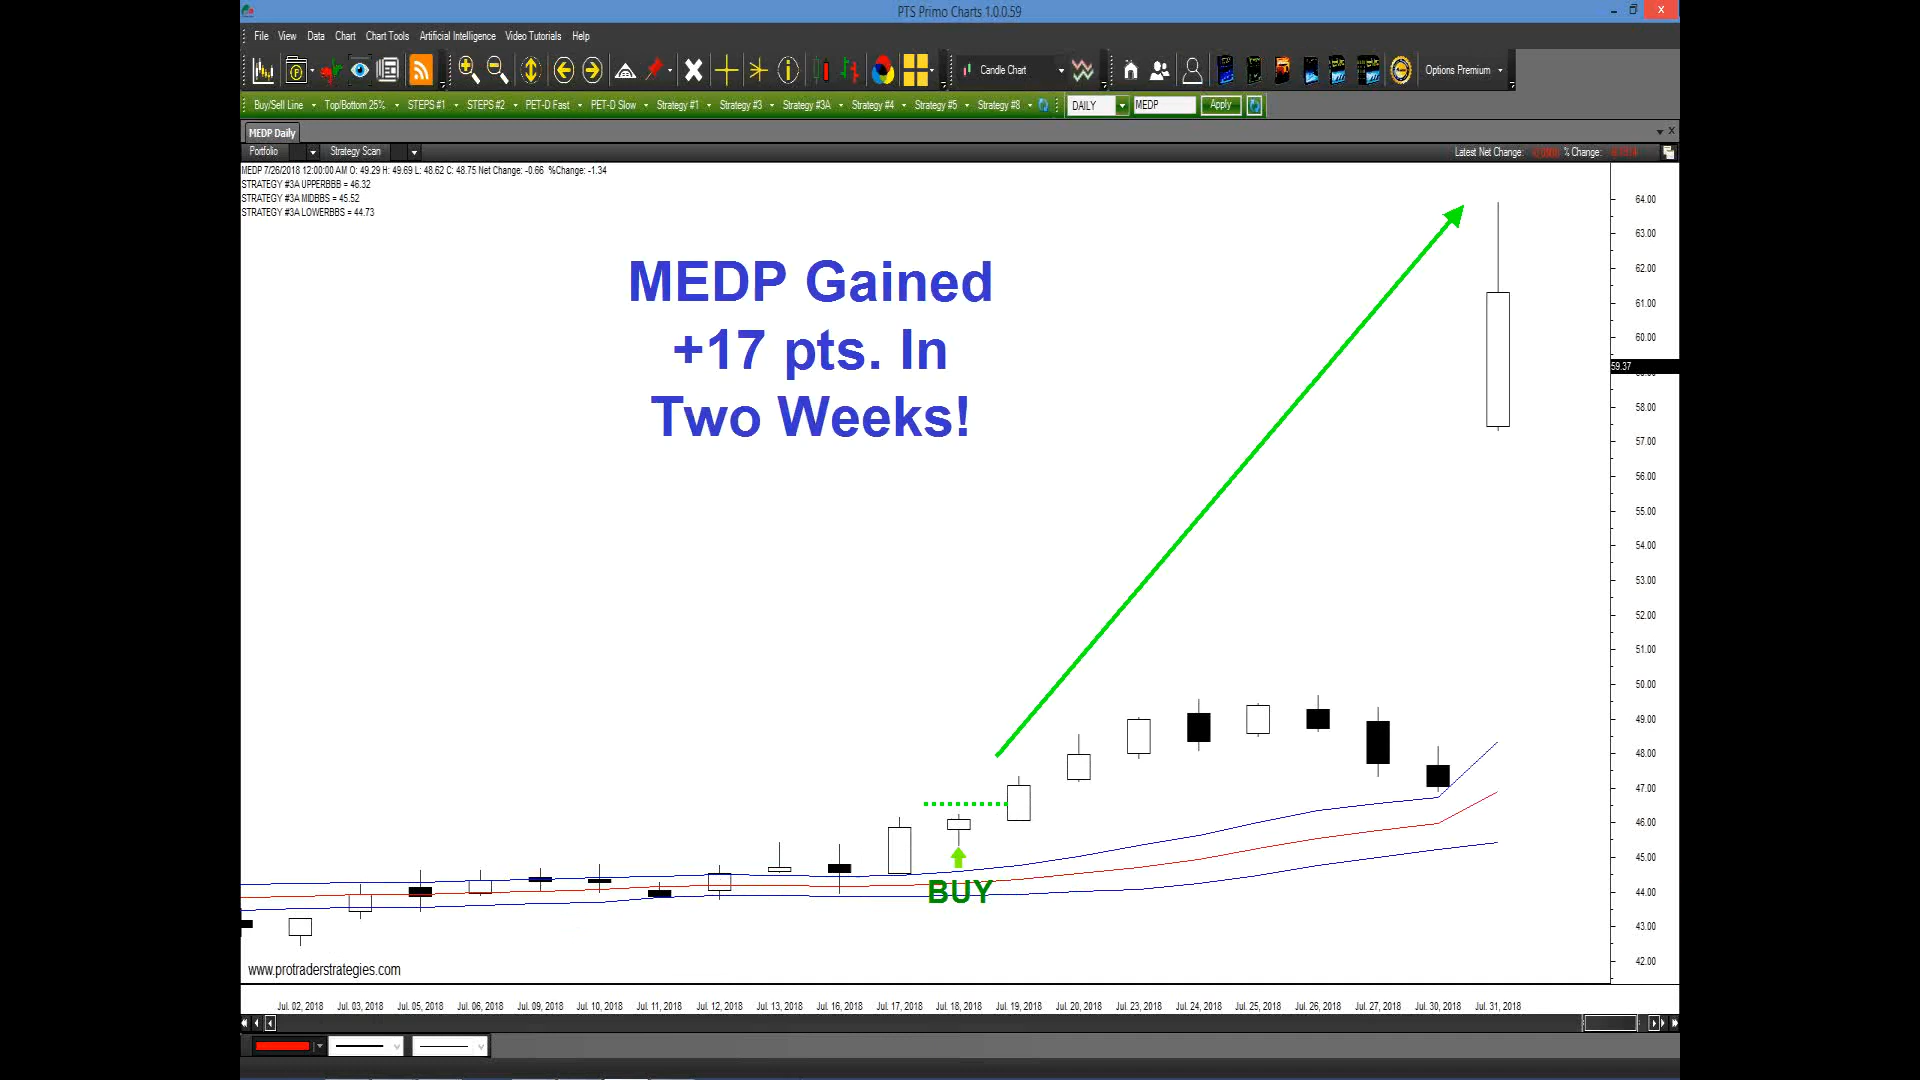 PTS Primo Charts 1.0.0.59
File View Data Chart Chart Tools Artificial Intelligence Video Tutorials Help
Candle Chart Options Premium
Buy/Sell Line Top/Bottom 25% STEPS #1 STEPS #2 PET-D Fast PET-D Slow Strategy #1 Strategy #3 Strategy #3A Strategy #4 Strategy #5 Strategy #8 DAILY MEDP Apply
MEDP Daily
Portfolio Strategy Scan Latest Net Change: % Change:
MEDP 7/26/2018 12:00:00 AM O: 49.29 H: 49.69 L: 48.62 C: 48.75 Net Change: -0.66 %Change: -1.34
STRATEGY #3A UPPERBBB = 46.32
STRATEGY #3A MIDBBS = 45.52
STRATEGY #3A LOWERBBS = 44.73
MEDP Gained
+17 pts. In
Two Weeks!
64.00
63.00
62.00
61.00
60.00
59.37
58.00
57.00
56.00
55.00
54.00
53.00
52.00
51.00
50.00
49.00
48.00
47.00
46.00
45.00
44.00
43.00
42.00
BUY
www.protraderstrategies.com
Jul. 02, 2018 Jul. 03, 2018 Jul. 05, 2018 Jul. 06, 2018 Jul. 09, 2018 Jul. 10, 2018 Jul. 11, 2018 Jul. 12, 2018 Jul. 13, 2018 Jul. 16, 2018 Jul. 17, 2018 Jul. 18, 2018 Jul. 19, 2018 Jul. 20, 2018 Jul. 23, 2018 Jul. 24, 2018 Jul. 25, 2018 Jul. 26, 2018 Jul. 27, 2018 Jul. 30, 2018 Jul. 31, 2018